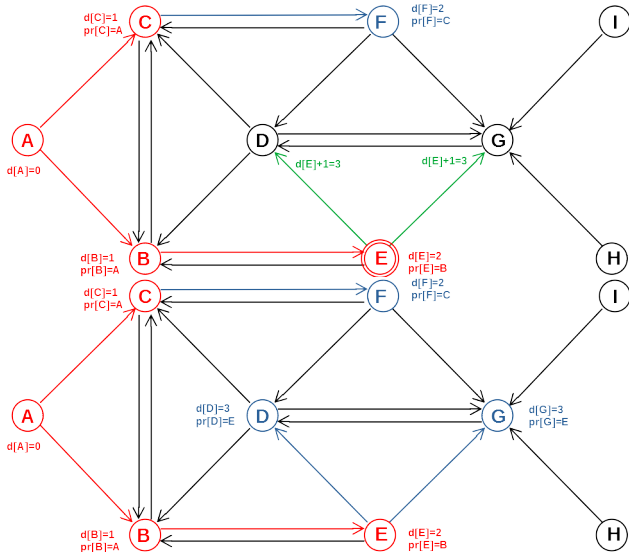 d[C]=1
pr[C]=A
C
F
d[F]=2
pr[F]=C
I
A
d[A]=0
D
G
d[E]+1=3
d[E]+1=3
d[B]=1
pr[B]=A
B
E
d[E]=2
pr[E]=B
H
d[C]=1
pr[C]=A
C
F
d[F]=2
pr[F]=C
I
A
d[A]=0
d[D]=3
pr[D]=E
D
G
d[G]=3
pr[G]=E
d[B]=1
pr[B]=A
B
E
d[E]=2
pr[E]=B
H